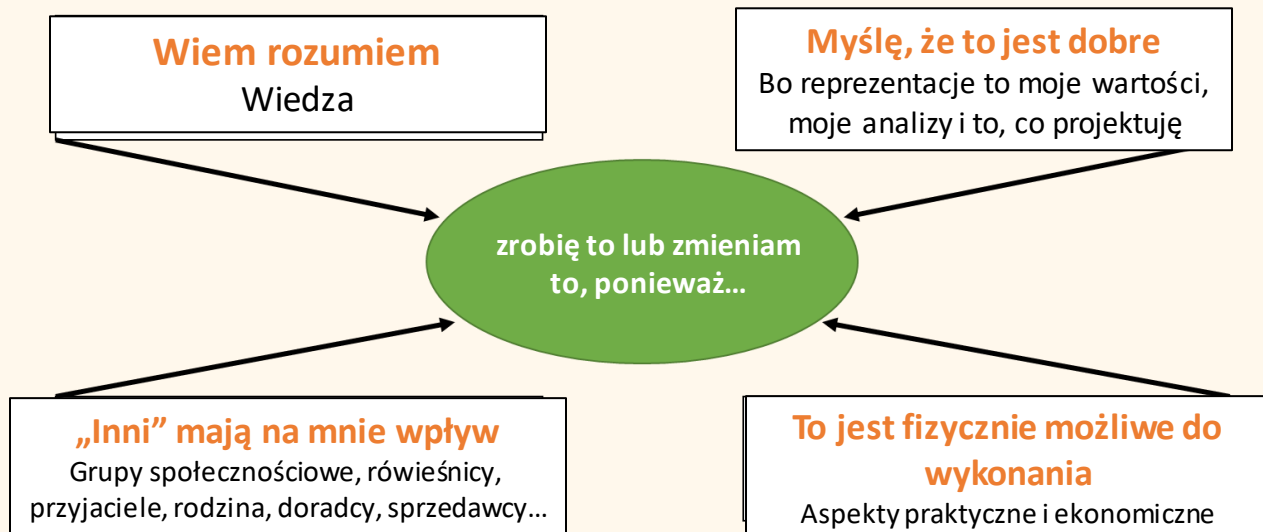 Wiem rozumiem
Wiedza
Myślę, że to jest dobre
Bo reprezentacje to moje wartości,
moje analizy i to, co projektuję
zrobię to lub zmieniam
to, ponieważ...
„Inni” mają na mnie wpływ
Grupy społecznościowe, rówieśnicy,
przyjaciele, rodzina, doradcy, sprzedawcy...
To jest fizycznie możliwe do
wykonania
Aspekty praktyczne i ekonomiczne